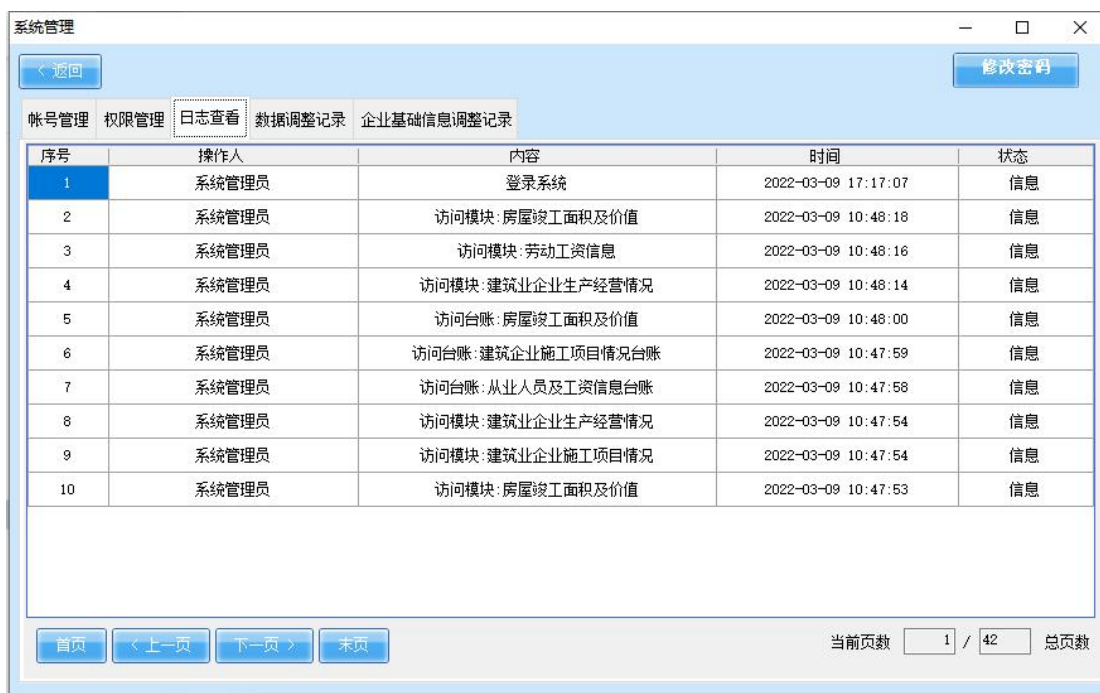 系统管理
< 返回 修改密码
帐号管理 权限管理 日志查看 数据调整记录 企业基础信息调整记录
序号 操作人 内容 时间 状态
1 系统管理员 登录系统 2022-03-09 17:17:07 信息
2 系统管理员 访问模块:房屋竣工面积及价值 2022-03-09 10:48:18 信息
3 系统管理员 访问模块:劳动工资信息 2022-03-09 10:48:16 信息
4 系统管理员 访问模块:建筑业企业生产经营情况 2022-03-09 10:48:14 信息
5 系统管理员 访问台账:房屋竣工面积及价值 2022-03-09 10:48:00 信息
6 系统管理员 访问台账:建筑企业施工项目情况台账 2022-03-09 10:47:59 信息
7 系统管理员 访问台账:从业人员及工资信息台账 2022-03-09 10:47:58 信息
8 系统管理员 访问模块:建筑业企业生产经营情况 2022-03-09 10:47:54 信息
9 系统管理员 访问模块:建筑业企业施工项目情况 2022-03-09 10:47:54 信息
10 系统管理员 访问模块:房屋竣工面积及价值 2022-03-09 10:47:53 信息
首页 < 上一页 下一页 > 末页 当前页数 1 / 42 总页数